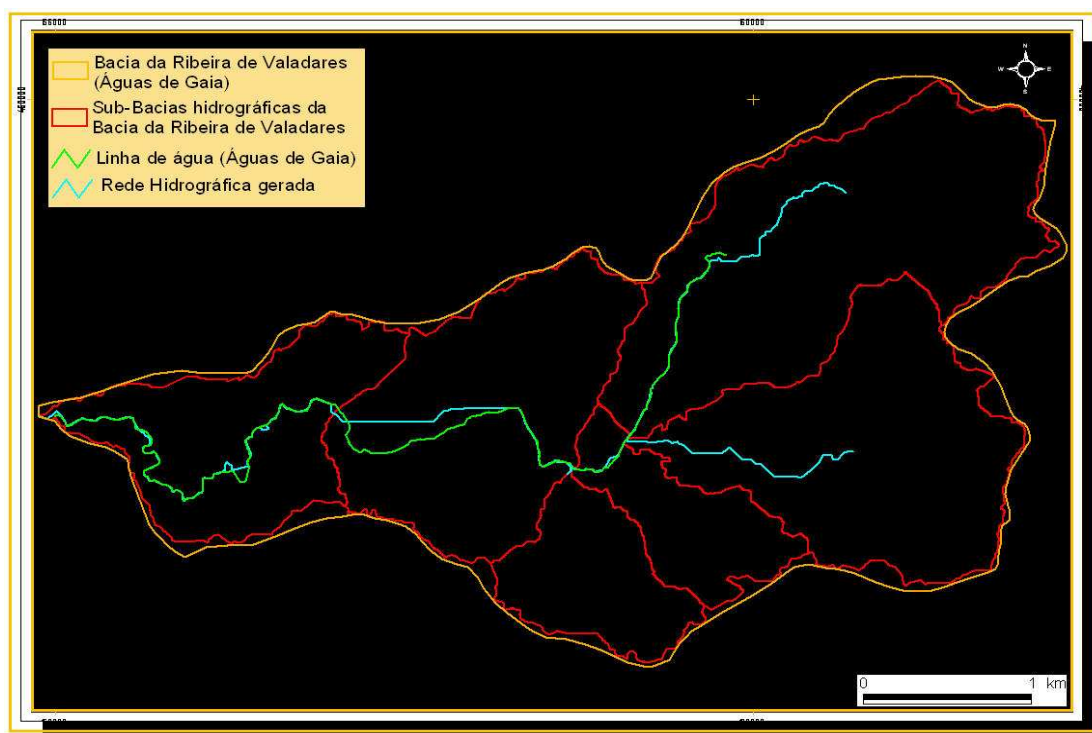 Bacia da Ribeira de Valadares
(Águas de Gaia)
Sub-Bacias hidrográficas da
Bacia da Ribeira de Valadares
Linha de água (Águas de Gaia)
Rede Hidrográfica gerada
N
W E
S
0 1 km